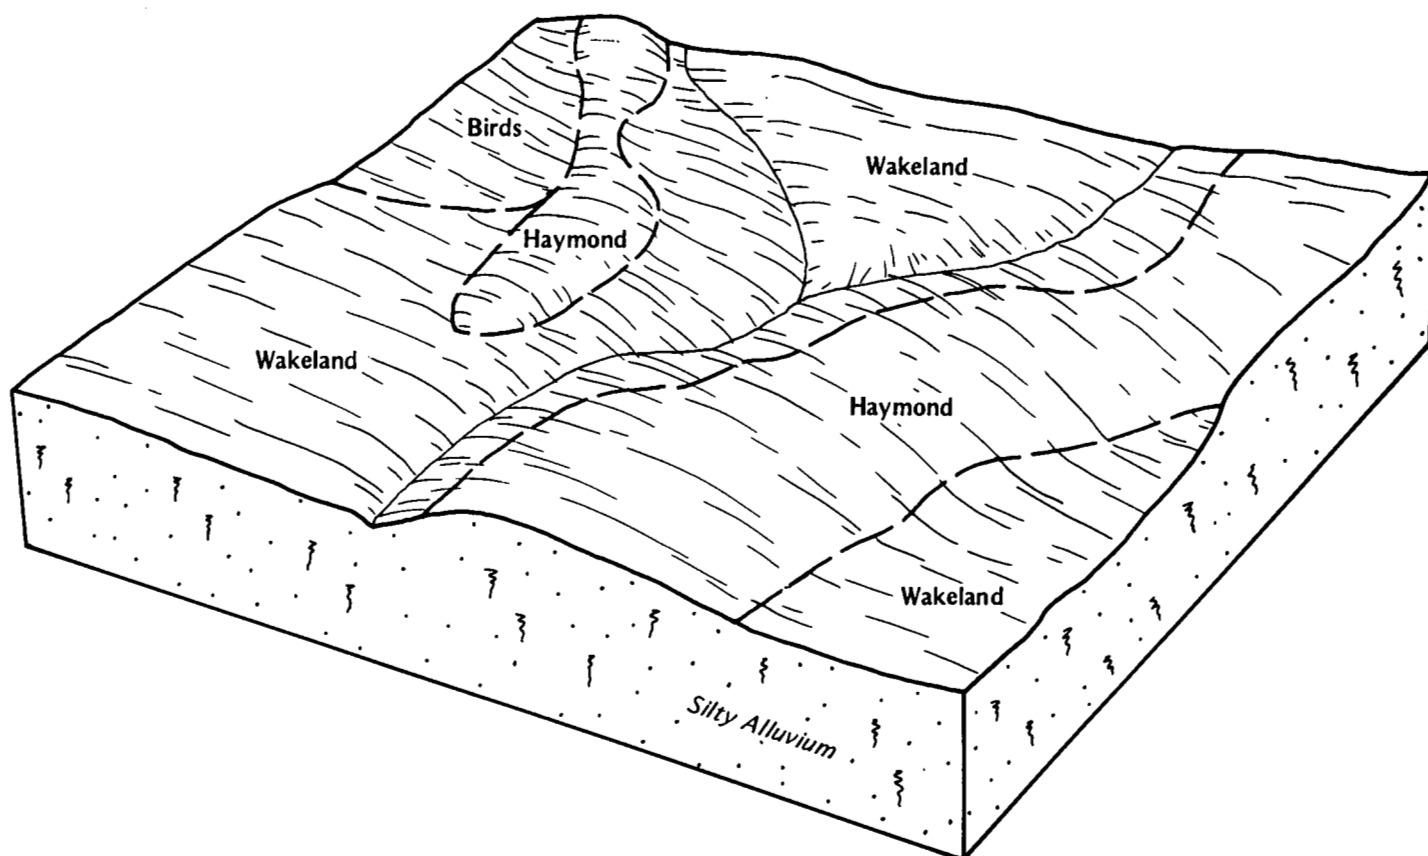 Birds
Wakeland
Haymond
Wakeland
Haymond
Wakeland
Silty Alluvium